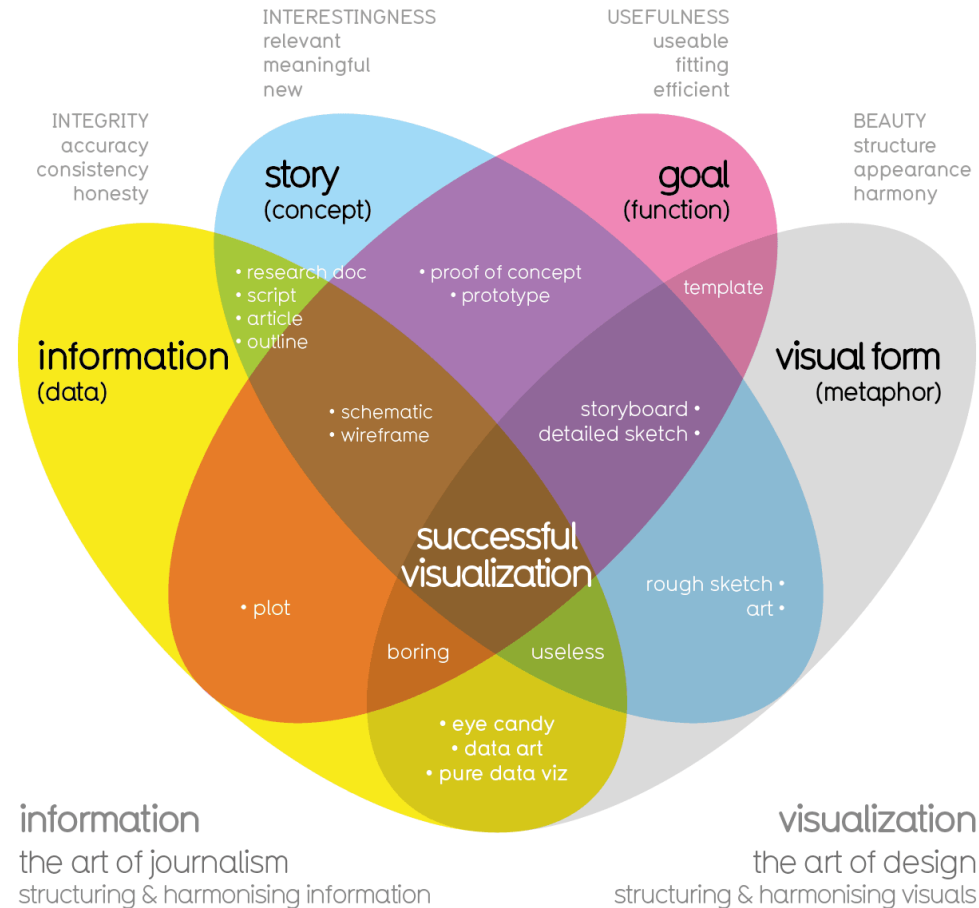 INTERESTINGNESS
relevant
meaningful
new
USEFULNESS
useable
fitting
efficient
INTEGRITY
accuracy
consistency
honesty
BEAUTY
structure
appearance
harmony
story
(concept)
goal
(function)
• research doc
• script
• article
• outline
• proof of concept
• prototype
template
information
(data)
visual form
(metaphor)
• schematic
• wireframe
storyboard •
detailed sketch •
successful
visualization
• plot
rough sketch •
art •
boring
useless
• eye candy
• data art
• pure data viz
information
the art of journalism
structuring & harmonising information
visualization
the art of design
structuring & harmonising visuals